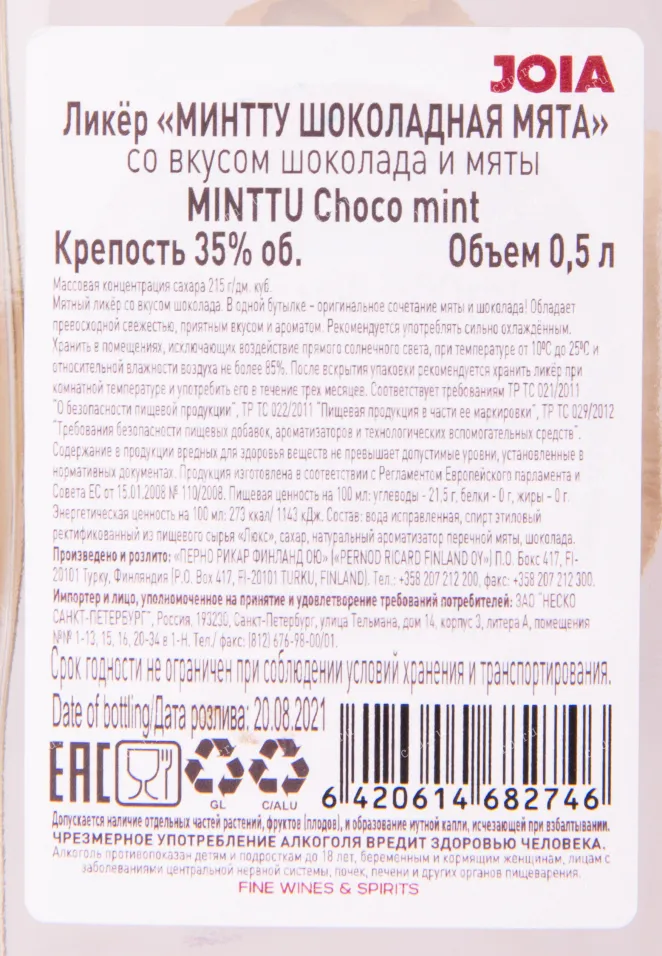 JOIA
Ликёр «МИНТТУ ШОКОЛАДНАЯ МЯТА»
со вкусом шоколада и мяты
MINTTU Choco mint
Крепость 35% об. Объем 0,5 л
Массовая концентрация сахара 215 г/дм. куб.
Мятный ликёр со вкусом шоколада. В одной бутылке – оригинальное сочетание мяты и шоколада! Обладает
превосходной свежестью, приятным вкусом и ароматом. Рекомендуется употреблять сильно охлаждённым.
Хранить в помещениях, исключающих воздействие прямого солнечного света, при температуре от 10ºС до 25ºС и
относительной влажности воздуха не более 85%. После вскрытия упаковки рекомендуется хранить ликёр при
комнатной температуре и употребить его в течение трех месяцев. Соответствует требованиям ТР ТС 021/2011
"О безопасности пищевой продукции", ТР ТС 022/2011 "Пищевая продукция в части ее маркировки", ТР ТС 029/2012
"Требования безопасности пищевых добавок, ароматизаторов и технологических вспомогательных средств".
Содержание в продукции вредных для здоровья веществ не превышает допустимые уровни, установленные в
нормативных документах. Продукция изготовлена в соответствии с Регламентом Европейского парламента и
Совета ЕС от 15.01.2008 № 110/2008. Пищевая ценность на 100 мл: углеводы - 21,5 г, белки - 0 г, жиры – 0 г.
Энергетическая ценность на 100 мл: 273 ккал/ 1143 кДж. Состав: вода исправленная, спирт этиловый
ректификованный из пищевого сырья «Люкс», сахар, натуральный ароматизатор перечной мяты, шоколада.
Произведено и розлито: «ПЕРНО РИКАР ФИНЛАНД ОЮ» («PERNOD RICARD FINLAND OY») П.О. Бокс 417, FI-
20101 Турку, Финляндия (P.O. Box 417, FI-20101 TURKU, FINLAND). Тел.: +358 207 212 200, факс: +358 207 212 300.
Импортер и лицо, уполномоченное на принятие и удовлетворение требований потребителей: ЗАО "НЕСКО
САНКТ-ПЕТЕРБУРГ", Россия, 193230, Санкт-Петербург, улица Тельмана, дом 14, корпус 3, литера А, помещения
№№ 1-13, 15, 16, 20-34 в 1-Н. Тел./ факс: (812) 676-98-00/01.
Срок годности не ограничен при соблюдении условий хранения и транспортирования.
Date of bottling/Дата розлива: 20.08.2021
EAC
GL C/ALU
6 420614 682746
Допускается наличие отдельных частей растений, фруктов (плодов), и образование мутной капли, исчезающей при взбалтывании.
ЧРЕЗМЕРНОЕ УПОТРЕБЛЕНИЕ АЛКОГОЛЯ ВРЕДИТ ЗДОРОВЬЮ ЧЕЛОВЕКА.
Алкоголь противопоказан детям и подросткам до 18 лет, беременным и кормящим женщинам, лицам с
заболеваниями центральной нервной системы, почек, печени и других органов пищеварения.
FINE WINES & SPIRITS